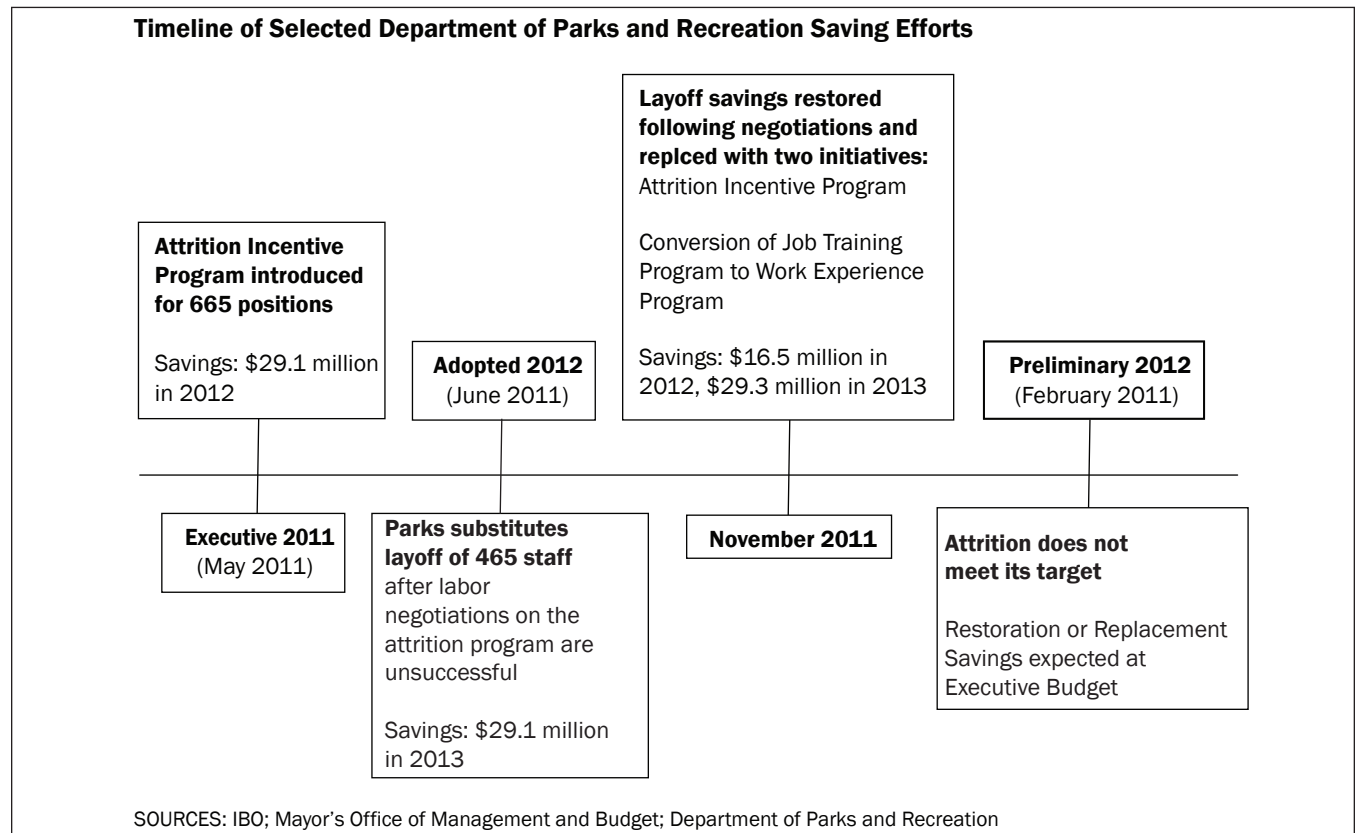 Timeline of Selected Department of Parks and Recreation Saving Efforts
Attrition Incentive
Program introduced
for 665 positions
Savings: $29.1 million
in 2012
Executive 2011
(May 2011)
Adopted 2012
(June 2011)
Parks substitutes
layoff of 465 staff
after labor
negotiations on the
attrition program are
unsuccessful
Savings: $29.1 million
in 2013
Layoff savings restored
following negotiations and
replced with two initiatives:
Attrition Incentive Program
Conversion of Job Training
Program to Work Experience
Program
Savings: $16.5 million in
2012, $29.3 million in 2013
November 2011
Preliminary 2012
(February 2011)
Attrition does not
meet its target
Restoration or Replacement
Savings expected at
Executive Budget
SOURCES: IBO; Mayor's Office of Management and Budget; Department of Parks and Recreation